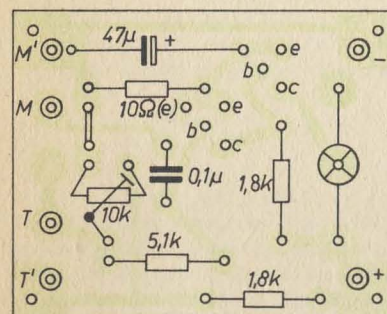 47µ
+
M'
e
−
b
10Ω(e)
c
M
e
b
c
0,1µ
1,8k
10k
T
5,1k
T'
1,8k
+